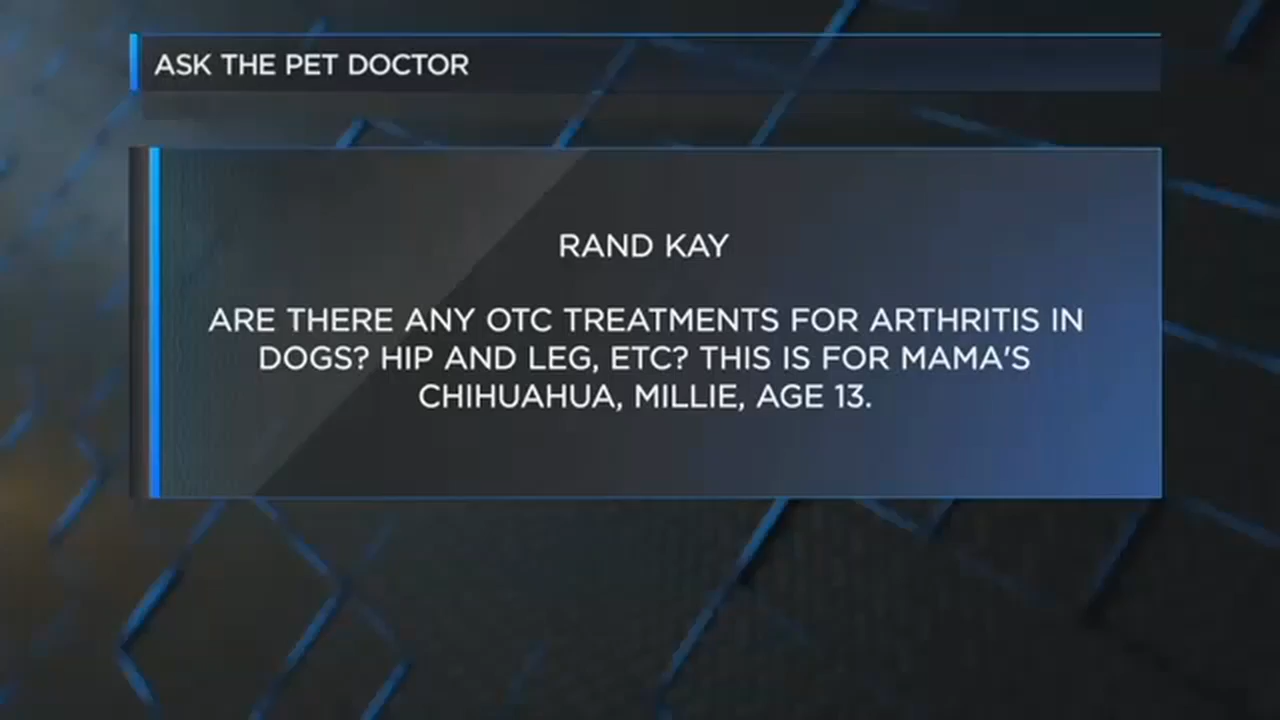 ASK THE PET DOCTOR
RAND KAY
ARE THERE ANY OTC TREATMENTS FOR ARTHRITIS IN
DOGS? HIP AND LEG, ETC? THIS IS FOR MAMA'S
CHIHUAHUA, MILLIE, AGE 13.